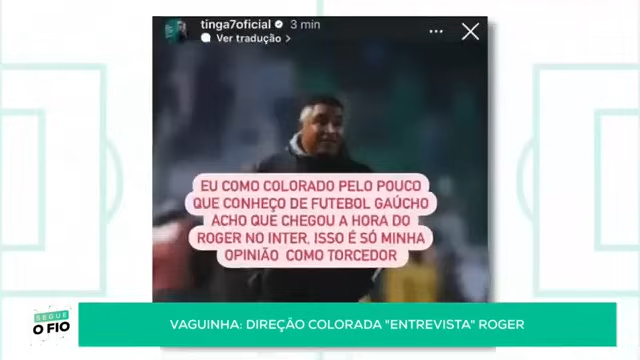 tinga7oficial 3 min
Ver tradução >
EU COMO COLORADO PELO POUCO
QUE CONHEÇO DE FUTEBOL GAÚCHO
ACHO QUE CHEGOU A HORA DO
ROGER NO INTER, ISSO É SÓ MINHA
OPINIÃO COMO TORCEDOR
SEGUE
O FIO
VAGUINHA: DIREÇÃO COLORADA "ENTREVISTA" ROGER